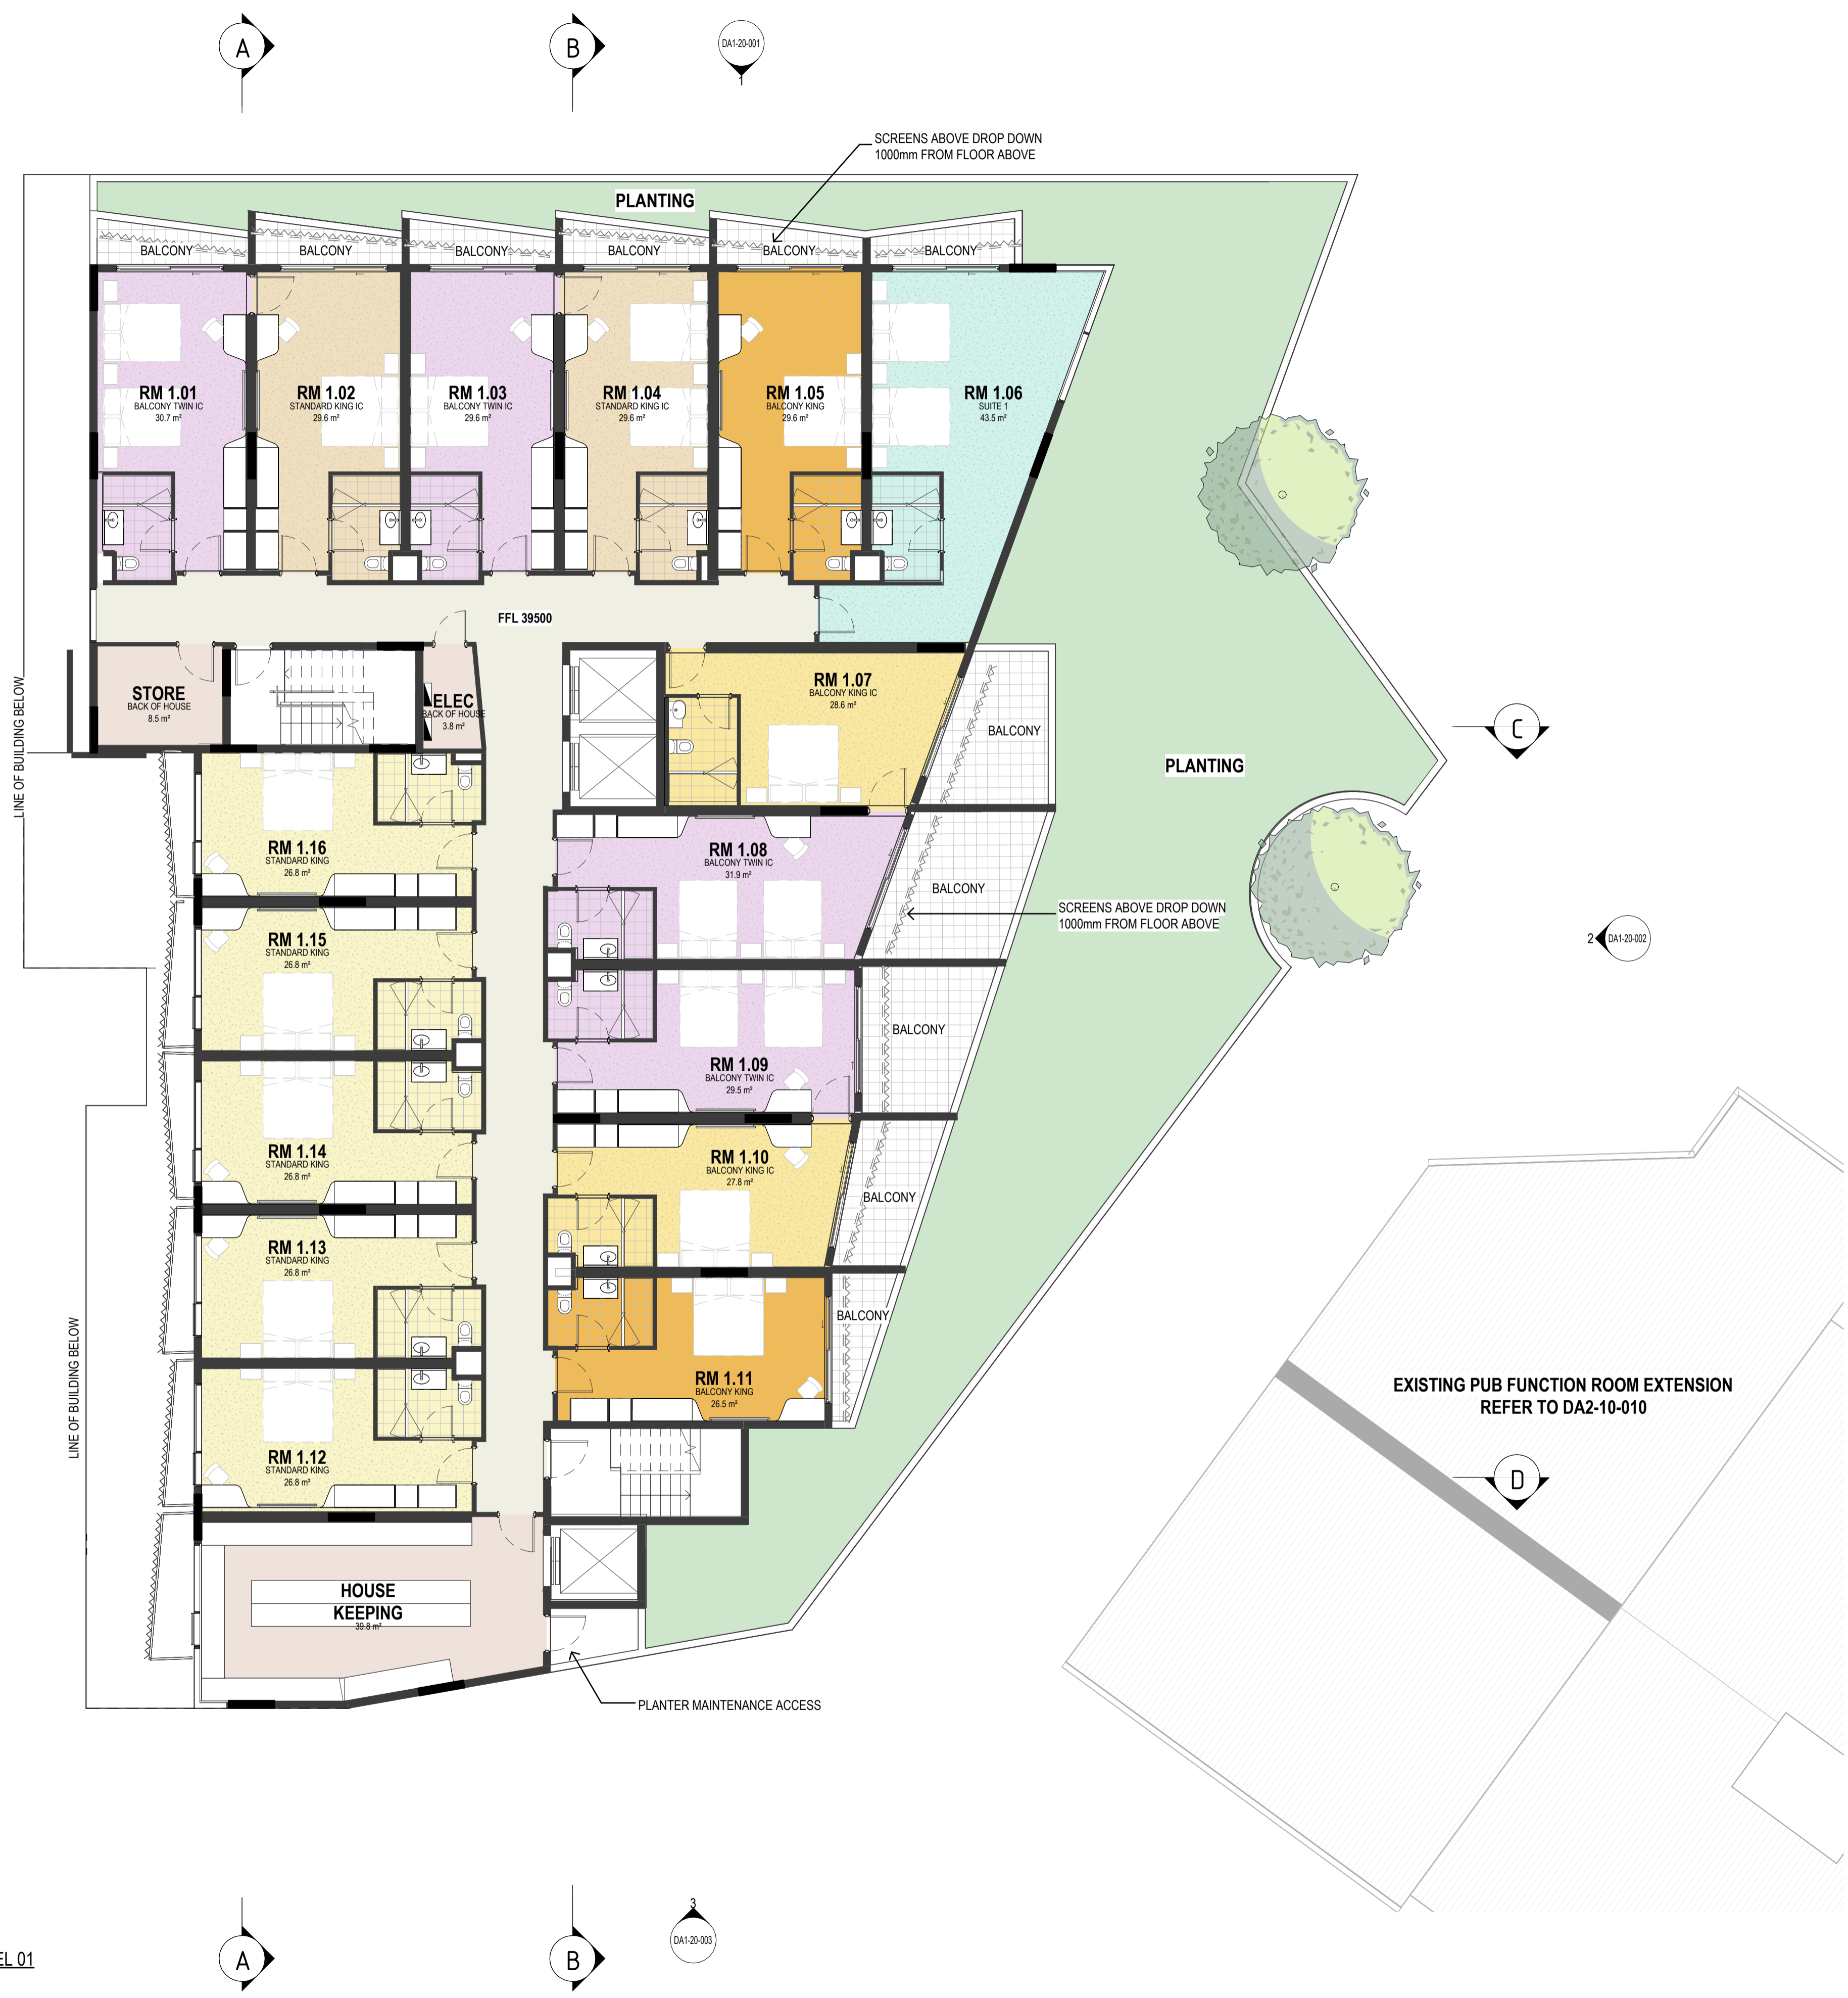 A
B
DA1-20-001
1
SCREENS ABOVE DROP DOWN
1000mm FROM FLOOR ABOVE
PLANTING
BALCONY
BALCONY
BALCONY
BALCONY
BALCONY
BALCONY
RM 1.01
BALCONY TWIN IC
30.7 m²
RM 1.02
STANDARD KING IC
29.6 m²
RM 1.03
BALCONY TWIN IC
29.6 m²
RM 1.04
STANDARD KING IC
29.6 m²
RM 1.05
BALCONY KING
29.6 m²
RM 1.06
SUITE 1
43.5 m²
FFL 39500
LINE OF BUILDING BELOW
STORE
BACK OF HOUSE
8.5 m²
ELEC
BACK OF HOUSE
3.8 m²
RM 1.07
BALCONY KING IC
28.6 m²
BALCONY
PLANTING
C
RM 1.16
STANDARD KING
26.8 m²
RM 1.08
BALCONY TWIN IC
31.9 m²
BALCONY
SCREENS ABOVE DROP DOWN
1000mm FROM FLOOR ABOVE
2
DA1-20-002
RM 1.15
STANDARD KING
26.8 m²
BALCONY
RM 1.09
BALCONY TWIN IC
29.5 m²
RM 1.14
STANDARD KING
26.8 m²
RM 1.10
BALCONY KING IC
27.8 m²
BALCONY
RM 1.13
STANDARD KING
26.8 m²
BALCONY
RM 1.11
BALCONY KING
26.5 m²
LINE OF BUILDING BELOW
RM 1.12
STANDARD KING
26.8 m²
EXISTING PUB FUNCTION ROOM EXTENSION
REFER TO DA2-10-010
D
HOUSE
KEEPING
39.8 m²
PLANTER MAINTENANCE ACCESS
3
DA1-20-003
A
B
EL 01